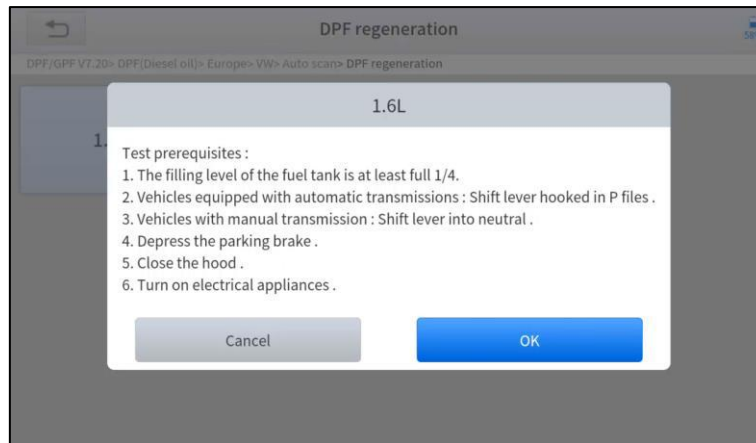 DPF regeneration
DPF/GPF V7.20> DPF(Diesel oil)> Europe> VW> Auto scan> DPF regeneration
1.6L
1.
Test prerequisites :
1. The filling level of the fuel tank is at least full 1/4.
2. Vehicles equipped with automatic transmissions : Shift lever hooked in P files .
3. Vehicles with manual transmission : Shift lever into neutral .
4. Depress the parking brake .
5. Close the hood .
6. Turn on electrical appliances .
Cancel
OK